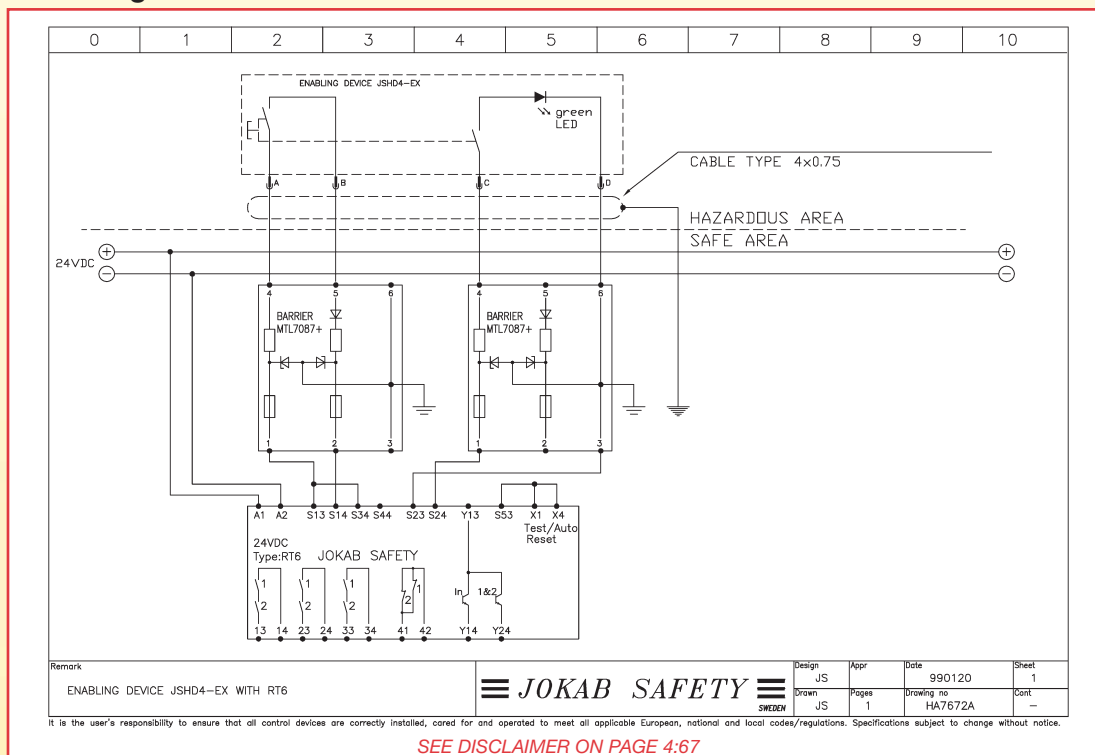 0 1 2 3 4 5 6 7 8 9 10
ENABLING DEVICE JSHD4-EX
green
LED
A B C D
CABLE TYPE 4x0.75
HAZARDOUS AREA
SAFE AREA
+ +
24VDC
- -
4 5 6 4 5 6
BARRIER
MTL7087+
BARRIER
MTL7087+
1 2 3 1 2 3
A1 A2 S13 S14 S34 S44 S23 S24 Y13 S53 X1 X4
Test/Auto
Reset
24VDC
Type:RT6 JOKAB SAFETY
1 1 1 1 In 1&2
2 2 2 2
13 14 23 24 33 34 41 42 Y14 Y24
Remark
ENABLING DEVICE JSHD4-EX WITH RT6
JOKAB SAFETY
SWEDEN
Design Appr Date Sheet
JS 990120 1
Drawn Pages Drawing no Cont
JS 1 HA7672A -
It is the user's responsibility to ensure that all control devices are correctly installed, cared for and operated to meet all applicable European, national and local codes/regulations. Specifications subject to change without notice.
SEE DISCLAIMER ON PAGE 4:67